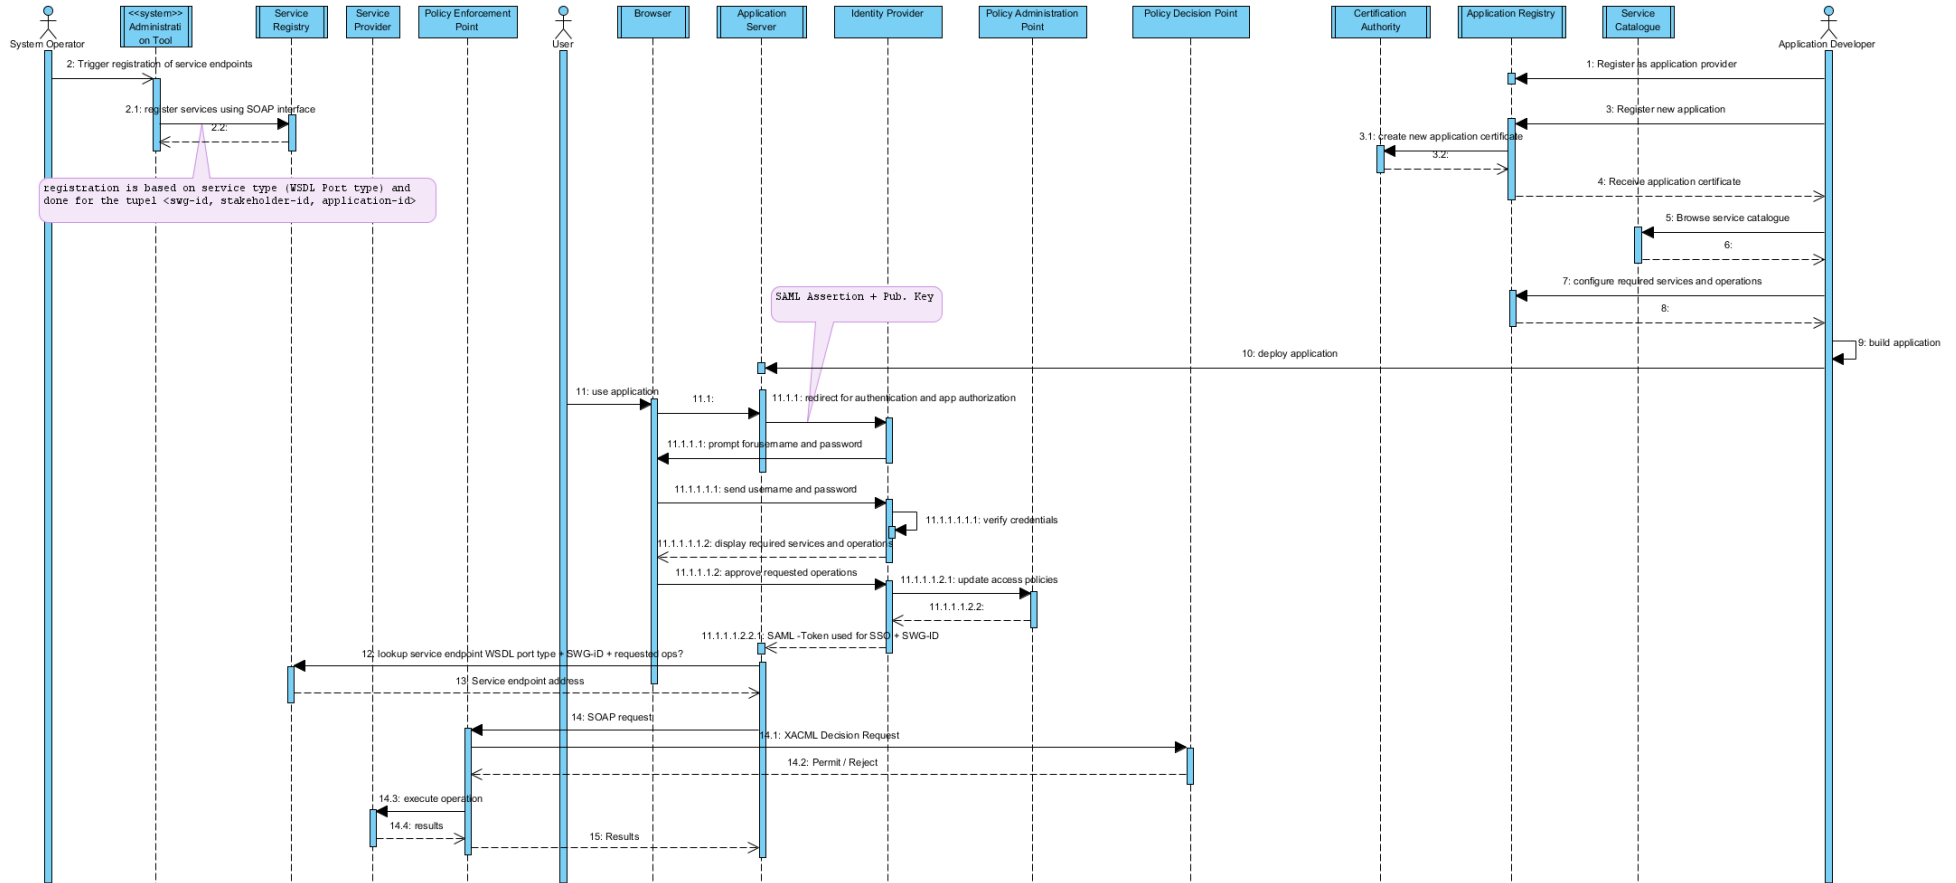 <<system>>
Administrati
on Tool
Service
Registry
Service
Provider
Policy Enforcement
Point
Browser
Application
Server
Identity Provider
Policy Administration
Point
Policy Decision Point
Certification
Authority
Application Registry
Service
Catalogue
System Operator
User
Application Developer
2: Trigger registration of service endpoints
1: Register as application provider
2.1: register services using SOAP interface
3: Register new application
2.2:
3.1: create new application certificate
3.2:
registration is based on service type (WSDL Port type) and
done for the tupel <swg-id, stakeholder-id, application-id>
4: Receive application certificate
5: Browse service catalogue
6:
7: configure required services and operations
SAML Assertion + Pub. Key
8:
9: build application
10: deploy application
11: use application
11.1:
11.1.1: redirect for authentication and app authorization
11.1.1.1: prompt forusername and password
11.1.1.1.1: send username and password
11.1.1.1.1.1: verify credentials
11.1.1.1.1.2: display required services and operations
11.1.1.1.2: approve requested operations
11.1.1.1.2.1: update access policies
11.1.1.1.2.2:
11.1.1.1.2.2.1: SAML -Token used for SSO + SWG-ID
12: lookup service endpoint WSDL port type + SWG-iD + requested ops?
13: Service endpoint address
14: SOAP request
14.1: XACML Decision Request
14.2: Permit / Reject
14.3: execute operation
14.4: results
15: Results